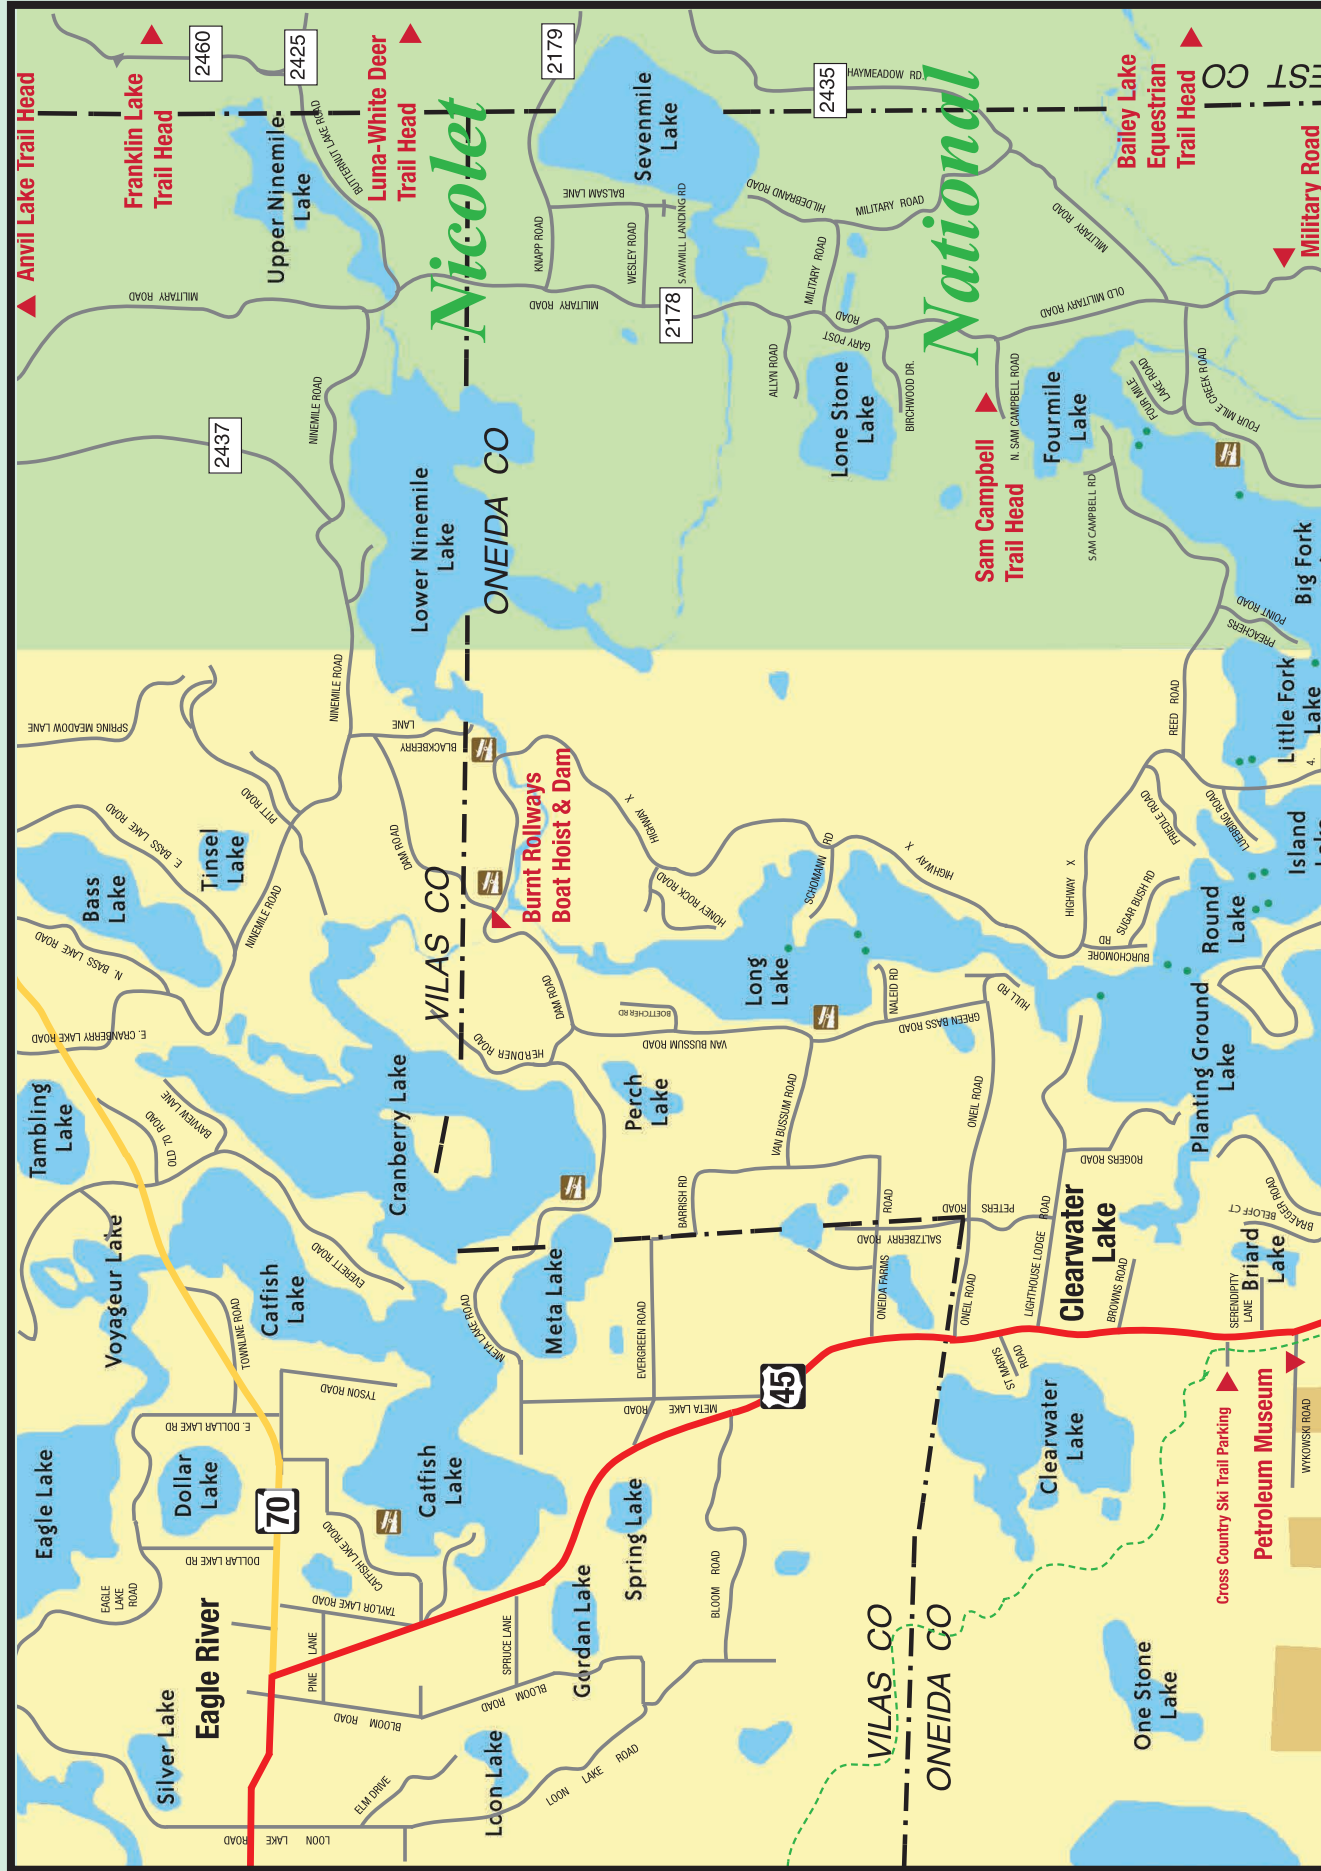 Anvil Lake Trail Head
Franklin Lake
Trail Head
2460
2425
Luna-White Deer
Trail Head
2179
2435
HAYMEADOW RD.
Bailey Lake
Equestrian
Trail Head
EST CO
Military Road
Upper Ninemile
Lake
BUTTERNUT LAKE ROAD
Nicolet
Sevenmile
Lake
National
MILITARY ROAD
KNAPP ROAD
BALSAM LANE
WESLEY ROAD
SAWMILL LANDING RD
HILDEBRAND ROAD
MILITARY ROAD
MILITARY ROAD
MILITARY ROAD
MILITARY ROAD
2178
OLD MILITARY ROAD
GARY POST
ROAD
ALLYN ROAD
Lone Stone
Lake
BIRCHWOOD DR.
N. SAM CAMPBELL ROAD
Sam Campbell
Trail Head
SAM CAMPBELL RD
Fourmile
Lake
FOUR MILE
LAKE ROAD
FOUR MILE CREEK ROAD
2437
NINEMILE ROAD
Lower Ninemile
Lake
ONEIDA CO
Big Fork
PREACHERS
POINT ROAD
Little Fork
Lake
4.
REED ROAD
SPRING MEADOW LANE
NINEMILE ROAD
BLACKBERRY
LANE
PITT ROAD
E. BASS LAKE ROAD
Tinsel
Lake
Bass
Lake
N. BASS LAKE ROAD
NINEMILE ROAD
DAM ROAD
VILAS CO
Burnt Rollways
Boat Hoist & Dam
HIGHWAY X
HONEY ROCK ROAD
SCHOMANN RD
HIGHWAY X
HIGHWAY X
FRIEDLE ROAD
LUEBBING ROAD
Island
Lake
SUGAR BUSH RD
BURCHOMORE
RD
Round
Lake
Long
Lake
NALEID RD
HULL RD
GREEN BASS ROAD
DAM ROAD
BOETTCHER RD
VAN BUSSUM ROAD
HERDNER ROAD
E. CRANBERRY LAKE ROAD
Cranberry Lake
Perch
Lake
VAN BUSSUM ROAD
ONEIL ROAD
Planting Ground
Lake
ROGERS ROAD
Tambling
Lake
OLD 70 ROAD
BAYVIEW LANE
Voyageur Lake
EVERETT ROAD
Catfish
Lake
META LAKE ROAD
Meta Lake
BARRISH RD
ROAD
ONEIDA FARMS
SALTZBERRY ROAD
PETERS ROAD
LIGHTHOUSE LODGE ROAD
Clearwater
Lake
BROWNS ROAD
BELOFF CT
BRAEGER ROAD
Briard
Lake
SERENDIPITY
LANE
TOWNLINE ROAD
EVERGREEN ROAD
ONEIL ROAD
ST MARYS
ROAD
E. DOLLAR LAKE RD
TYSON ROAD
META LAKE ROAD
45
Eagle Lake
Dollar
Lake
70
Catfish
Lake
Clearwater
Lake
Cross Country Ski Trail Parking
Petroleum Museum
WYKOWSKI ROAD
DOLLAR LAKE RD
CATFISH LAKE ROAD
Spring Lake
EAGLE
LAKE
ROAD
TAYLOR LAKE ROAD
Eagle River
PINE LANE
SPRUCE LANE
Gordan Lake
BLOOM ROAD
VILAS CO
ONEIDA CO
BLOOM ROAD
BLOOM ROAD
Silver Lake
Loon Lake
ELM DRIVE
LOON LAKE ROAD
LOON LAKE ROAD
One Stone
Lake